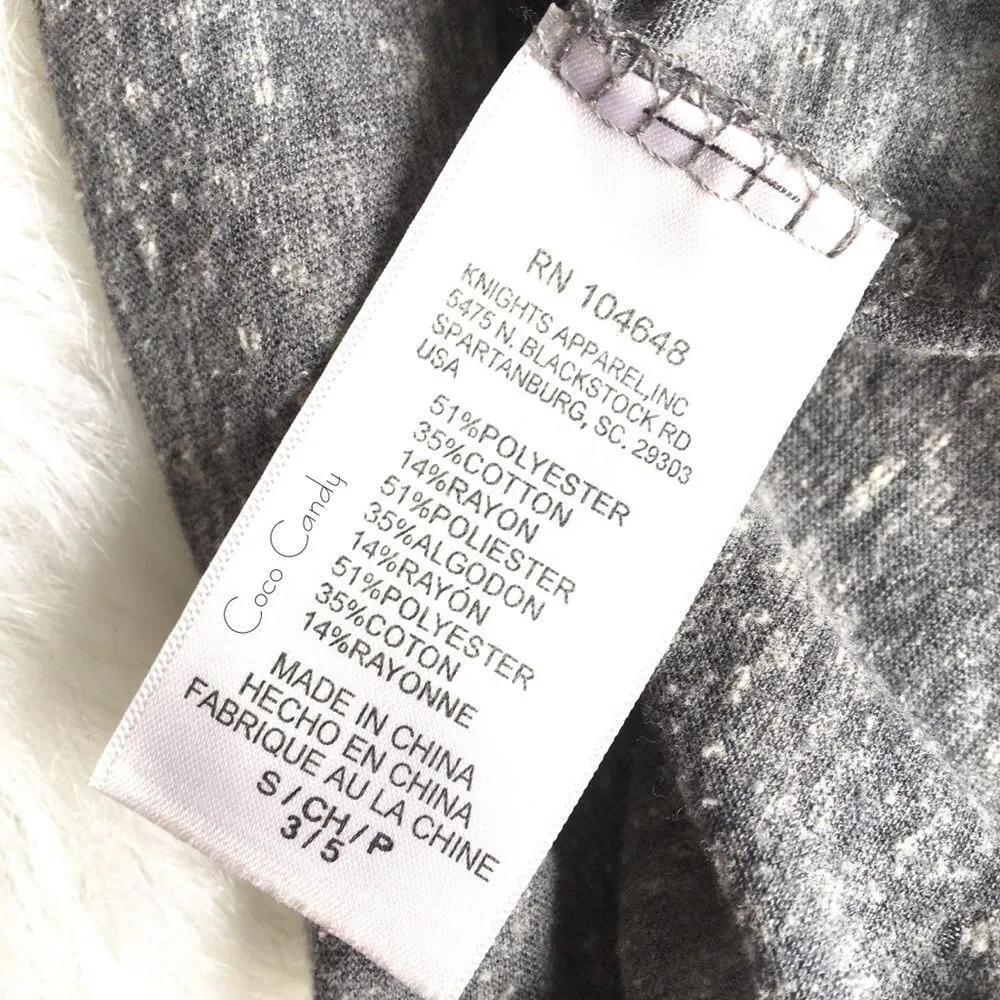 RN 104648
KNIGHTS APPAREL,INC
5475 N. BLACKSTOCK RD
SPARTANBURG, SC. 29303
USA
51%POLYESTER
35%COTTON
14%RAYON
51%POLIESTER
35%ALGODON
14%RAYÓN
51%POLYESTER
35%COTON
14%RAYONNE
MADE IN CHINA
HECHO EN CHINA
FABRIQUE AU LA CHINE
S / CH / P
3 / 5
Coco Candy